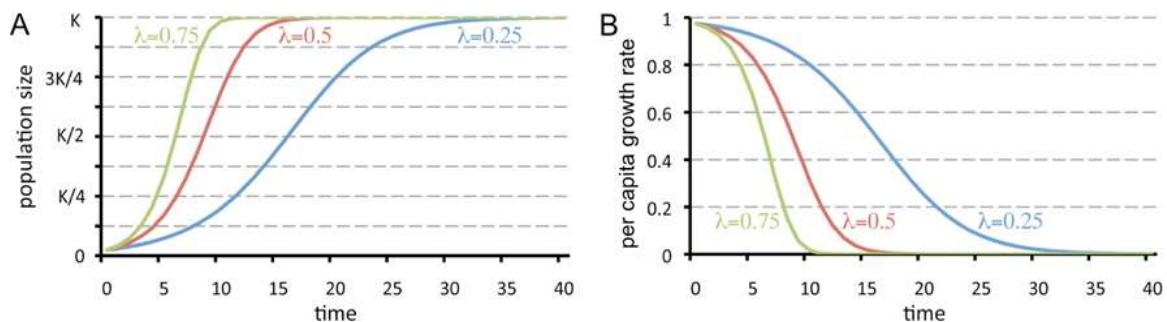 A
population size
K
3K/4
K/2
K/4
0
λ=0.75
λ=0.5
λ=0.25
0 5 10 15 20 25 30 35 40
time
B
per capita growth rate
1
0.8
0.6
0.4
0.2
0
λ=0.75
λ=0.5
λ=0.25
0 5 10 15 20 25 30 35 40
time